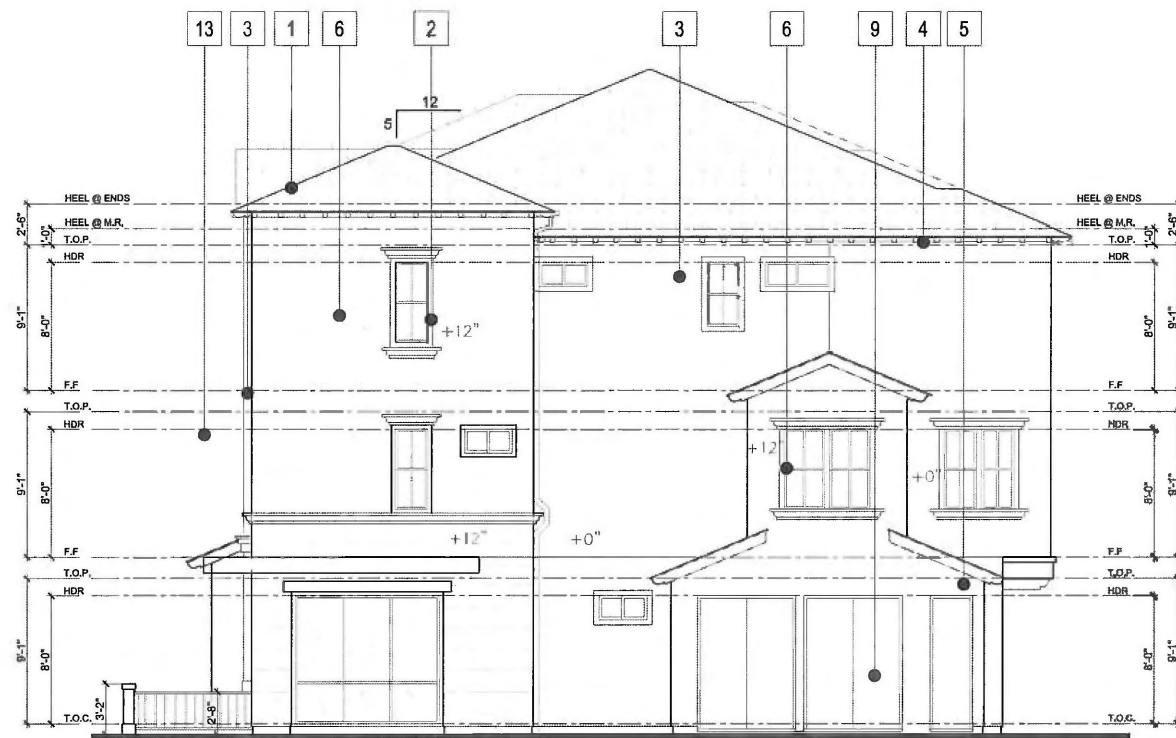 13 3 1 6 2 3 6 9 4 5
12
5
HEEL @ ENDS HEEL @ ENDS
2'-6" 2'-6"
HEEL @ M.R. HEEL @ M.R.
1'-0" 1'-0"
T.O.P. T.O.P.
HDR HDR
9'-1" 8'-0" +12" 8'-0" 9'-1"
F.F F.F
T.O.P. T.O.P.
HDR HDR
9'-1" 8'-0" +12" +0" 8'-0" 9'-1"
+12" +0"
F.F F.F
T.O.P. T.O.P.
HDR HDR
9'-1" 8'-0" 8'-0" 9'-1"
3'-2" 2'-8"
T.O.C. T.O.C.